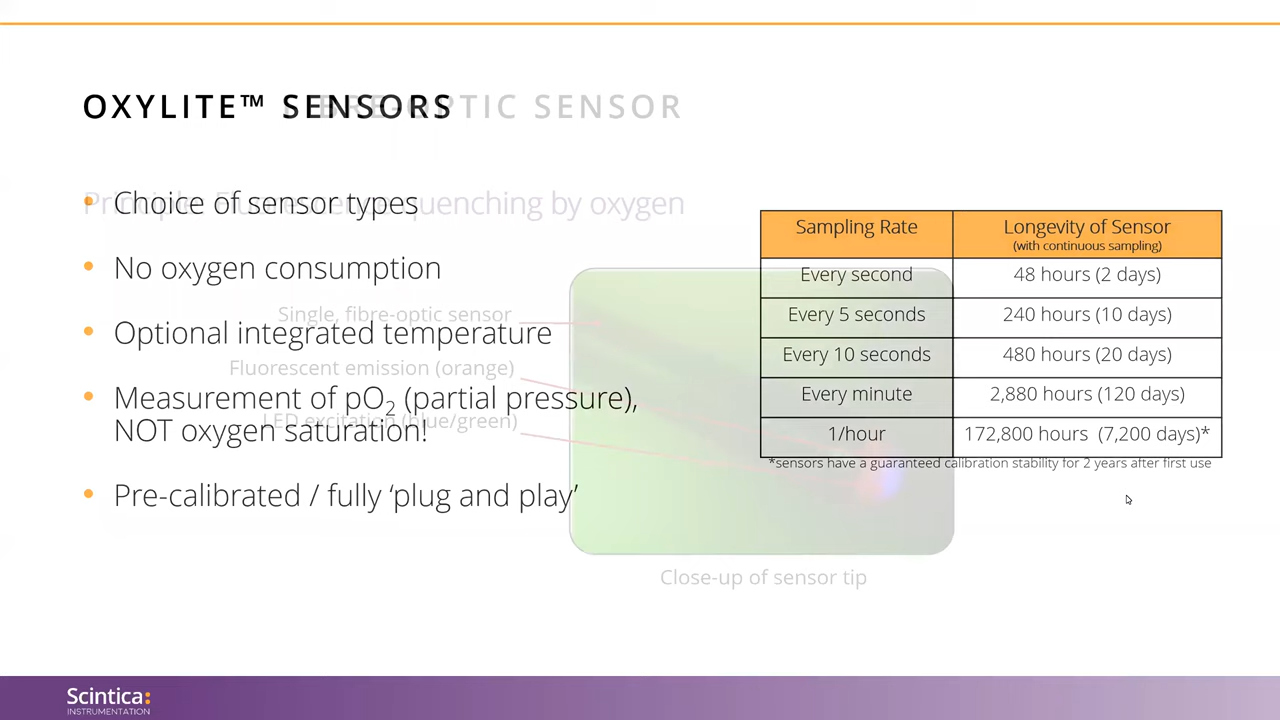 OXYLITE™ SENSORS
OPTIC SENSOR
Choice of sensor types
Principle: Fluorescence quenching by oxygen
No oxygen consumption
Single, fibre-optic sensor
Optional integrated temperature
Fluorescent emission (orange)
Measurement of pO2 (partial pressure),
LED excitation (blue/green)
NOT oxygen saturation!
Pre-calibrated / fully ‘plug and play’
Sampling Rate Longevity of Sensor
(with continuous sampling)
Every second 48 hours (2 days)
Every 5 seconds 240 hours (10 days)
Every 10 seconds 480 hours (20 days)
Every minute 2,880 hours (120 days)
1/hour 172,800 hours (7,200 days)*
*sensors have a guaranteed calibration stability for 2 years after first use
Close-up of sensor tip
Scintica:
INSTRUMENTATION